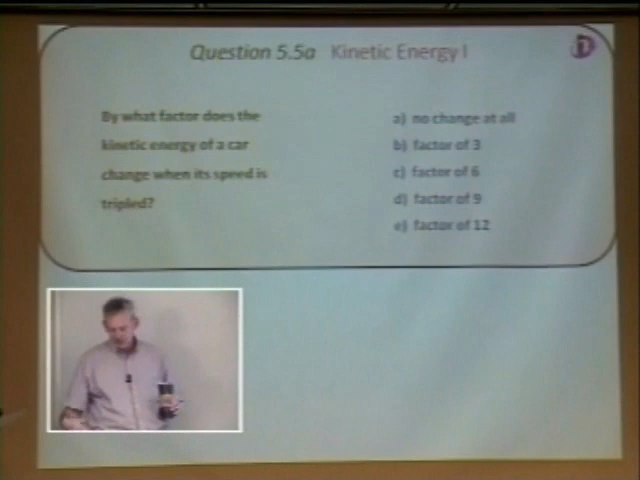 Question 5.5a Kinetic Energy I
By what factor does the
kinetic energy of a car
change when its speed is
tripled?
a) no change at all
b) factor of 3
c) factor of 6
d) factor of 9
e) factor of 12